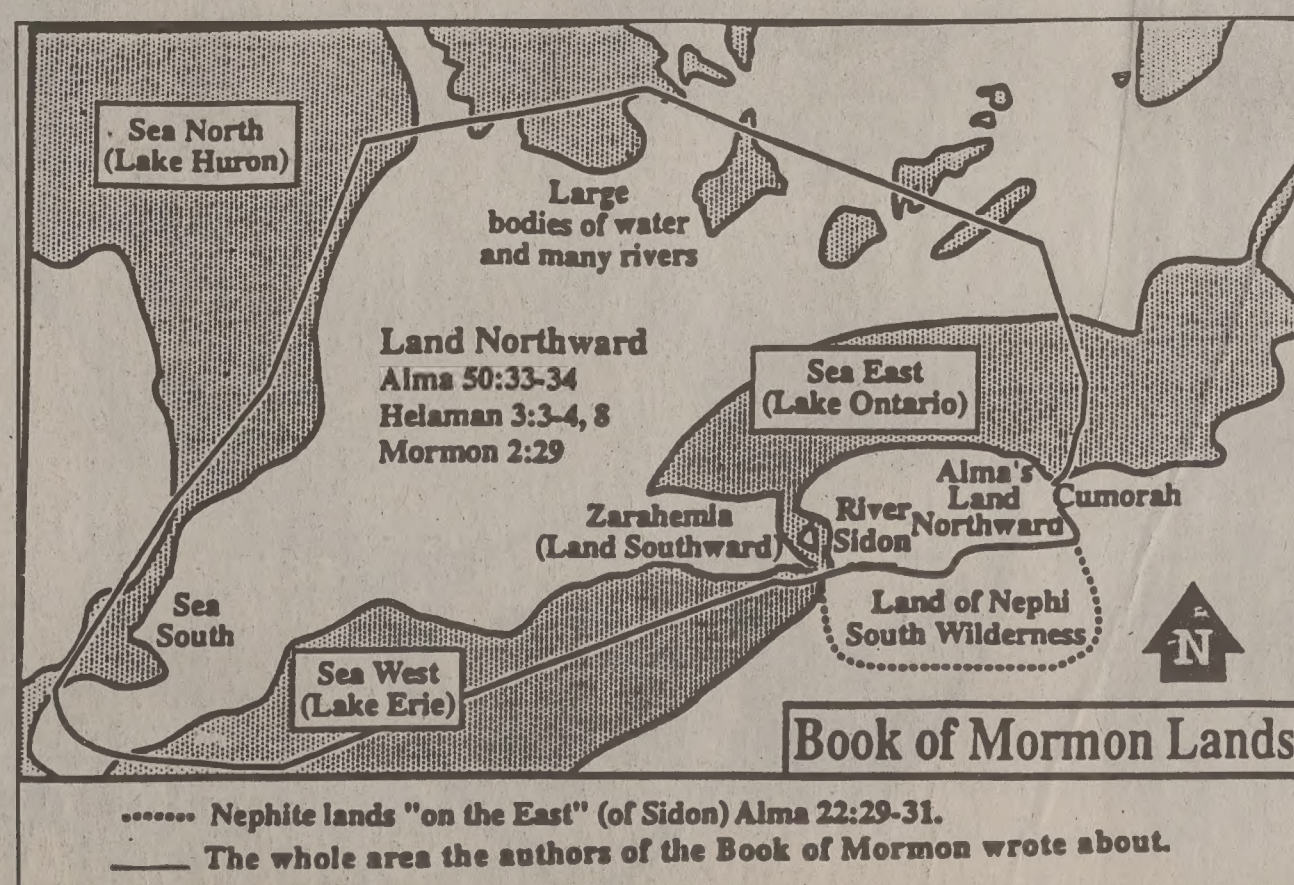 Sea North
(Lake Huron)
Large
bodies of water
and many rivers
Land Northward
Alma 50:33-34
Helaman 3:3-4, 8
Mormon 2:29
Sea East
(Lake Ontario)
Alma's
Land
Northward
Cumorah
River
Sidon
Zarahemla
(Land Southward)
Sea
South
Land of Nephi
South Wilderness
Sea West
(Lake Erie)
N
Book of Mormon Lands
Nephite lands "on the East" (of Sidon) Alma 22:29-31.
The whole area the authors of the Book of Mormon wrote about.